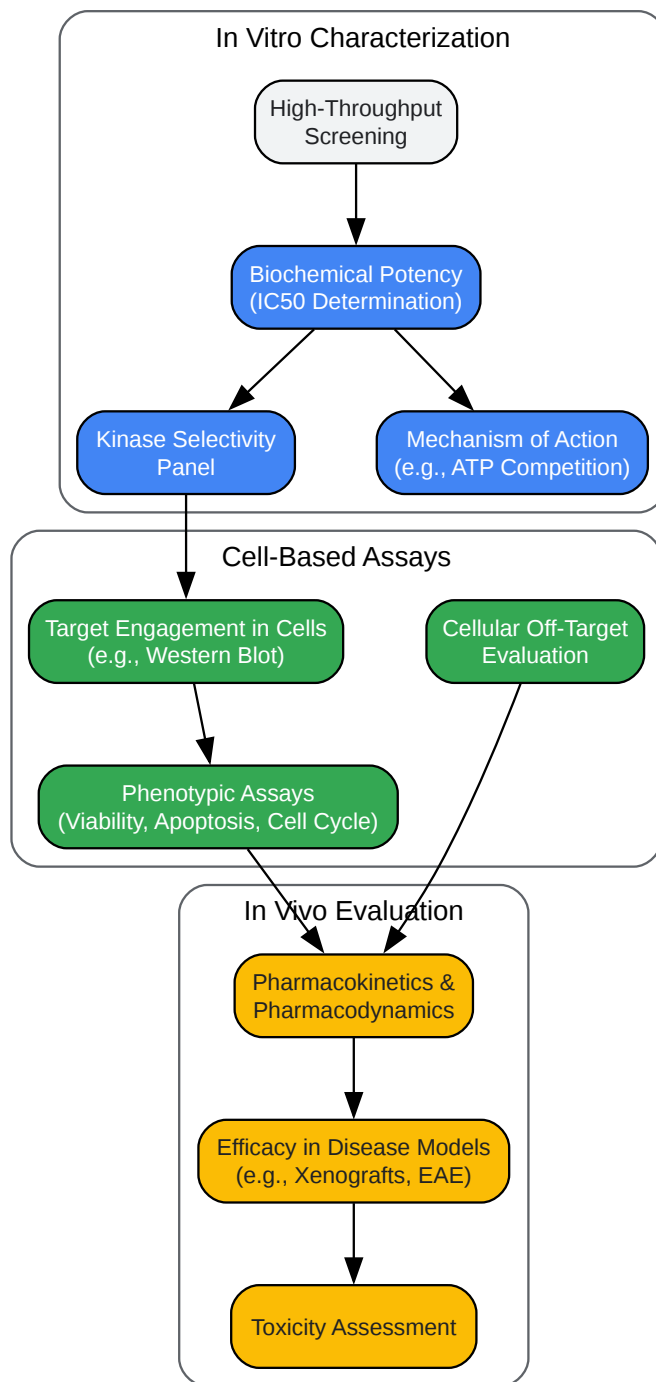 In Vitro Characterization
High-Throughput
Screening
Biochemical Potency
(IC50 Determination)
Kinase Selectivity
Panel
Mechanism of Action
(e.g., ATP Competition)
Cell-Based Assays
Target Engagement in Cells
(e.g., Western Blot)
Cellular Off-Target
Evaluation
Phenotypic Assays
(Viability, Apoptosis, Cell Cycle)
In Vivo Evaluation
Pharmacokinetics &
Pharmacodynamics
Efficacy in Disease Models
(e.g., Xenografts, EAE)
Toxicity Assessment